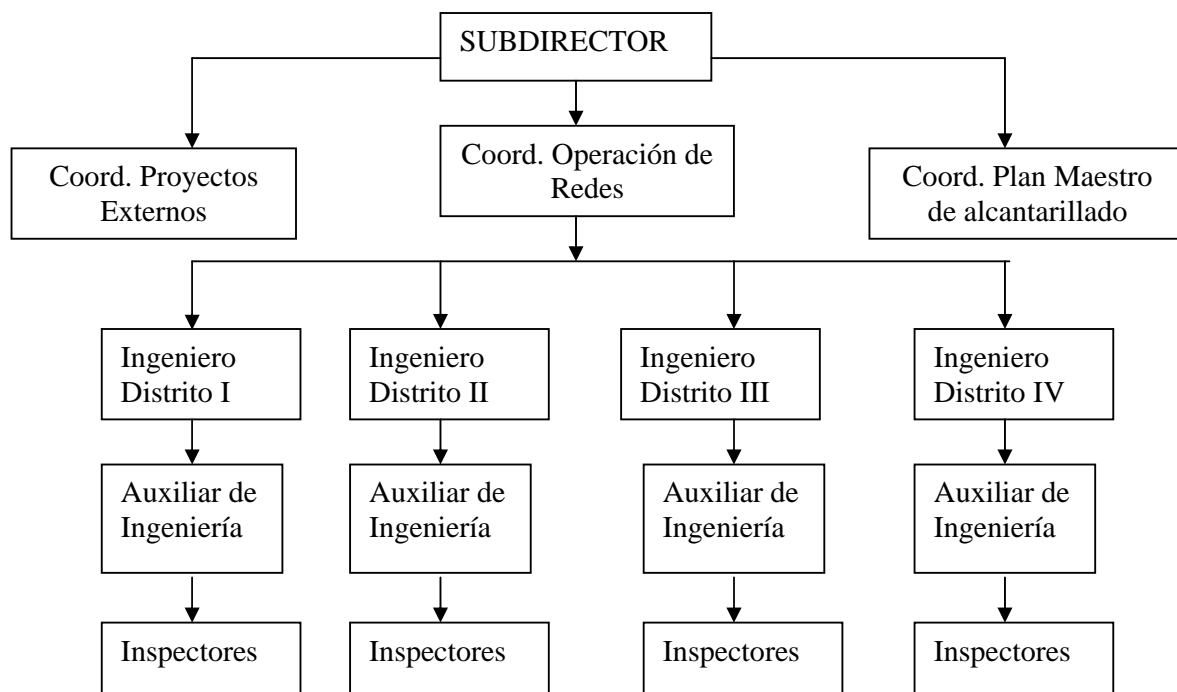 SUBDIRECTOR
Coord. Proyectos
Externos
Coord. Operación de
Redes
Coord. Plan Maestro
de alcantarillado
Ingeniero
Distrito I
Ingeniero
Distrito II
Ingeniero
Distrito III
Ingeniero
Distrito IV
Auxiliar de
Ingeniería
Auxiliar de
Ingeniería
Auxiliar de
Ingeniería
Auxiliar de
Ingeniería
Inspectores
Inspectores
Inspectores
Inspectores